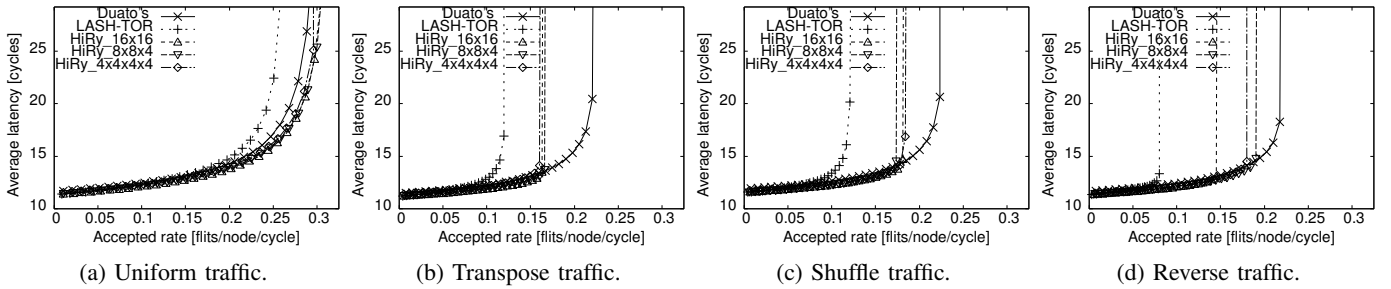 Average latency [cycles]
25
20
15
10
Duato's
LASH-TOR
HiRy_16x16
HiRy_8x8x4
HiRy_4x4x4x4
0 0.05 0.1 0.15 0.2 0.25 0.3
Accepted rate [flits/node/cycle]
(a) Uniform traffic.
Average latency [cycles]
25
20
15
10
Duato's
LASH-TOR
HiRy_16x16
HiRy_8x8x4
HiRy_4x4x4x4
0 0.05 0.1 0.15 0.2 0.25 0.3
Accepted rate [flits/node/cycle]
(b) Transpose traffic.
Average latency [cycles]
25
20
15
10
Duato's
LASH-TOR
HiRy_16x16
HiRy_8x8x4
HiRy_4x4x4x4
0 0.05 0.1 0.15 0.2 0.25 0.3
Accepted rate [flits/node/cycle]
(c) Shuffle traffic.
Average latency [cycles]
25
20
15
10
Duato's
LASH-TOR
HiRy_16x16
HiRy_8x8x4
HiRy_4x4x4x4
0 0.05 0.1 0.15 0.2 0.25 0.3
Accepted rate [flits/node/cycle]
(d) Reverse traffic.